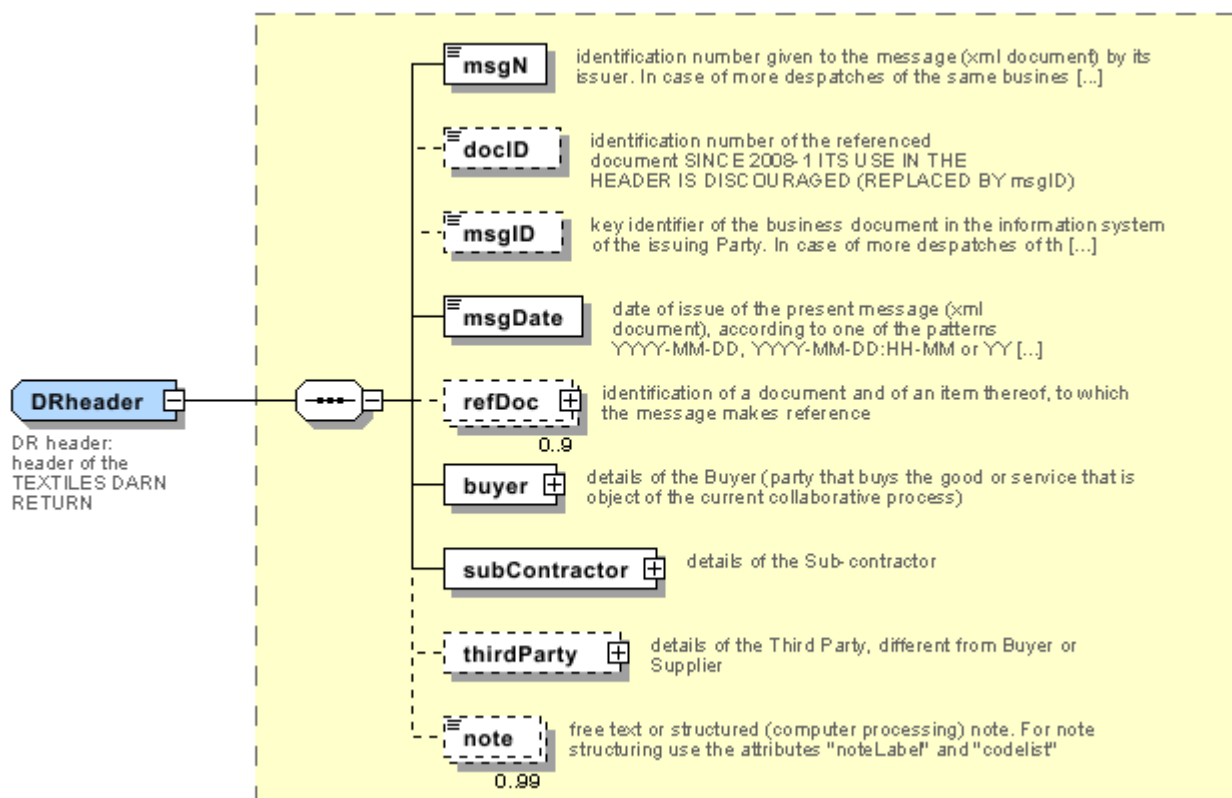 msgN
identification number given to the message (xml document) by its
issuer. In case of more despatches of the same busines [...]
docID
identification number of the referenced
document SINCE 2008-1 ITS USE IN THE
HEADER IS DISCOURAGED (REPLACED BY msgID)
msgID
key identifier of the business document in the information system
of the issuing Party. In case of more despatches of th [...]
msgDate
date of issue of the present message (xml
document), according to one of the patterns
YYYY-MM-DD, YYYY-MM-DD:HH-MM or YY [...]
DRheader
DR header:
header of the
TEXTILES DARN
RETURN
refDoc
0..9
identification of a document and of an item thereof, to which
the message makes reference
buyer
details of the Buyer (party that buys the good or service that is
object of the current collaborative process)
subContractor
details of the Sub-contractor
thirdParty
details of the Third Party, different from Buyer or
Supplier
note
0..99
free text or structured (computer processing) note. For note
structuring use the attributes "noteLabel" and "codelist"